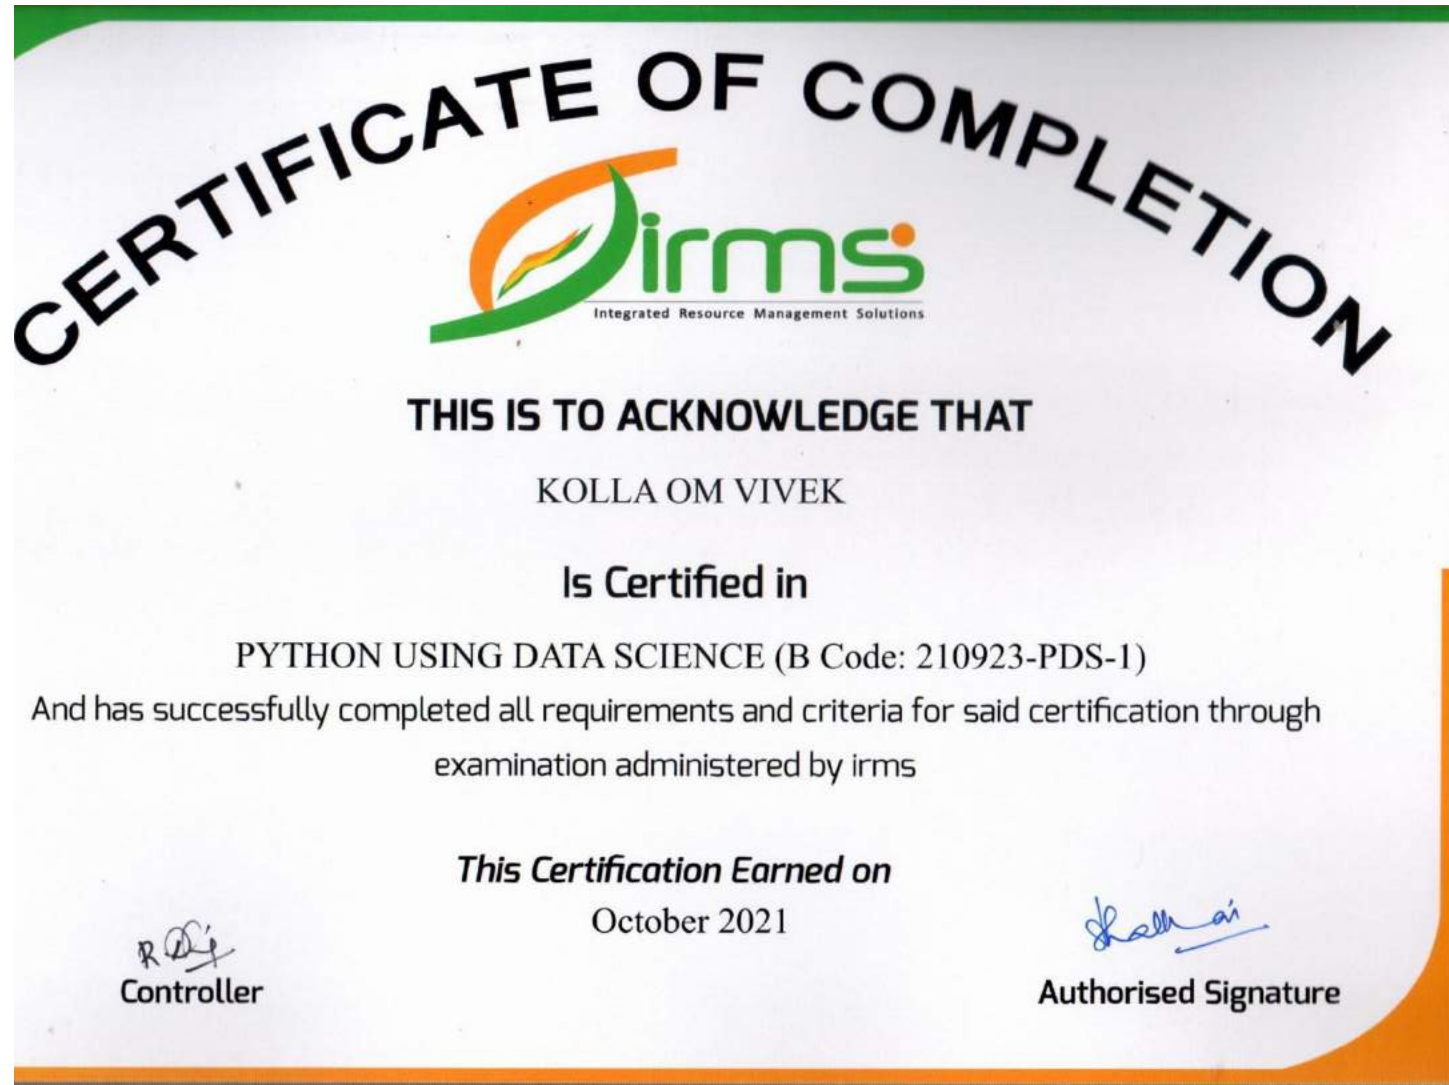 CERTIFICATE OF COMPLETION
irms
Integrated Resource Management Solutions
THIS IS TO ACKNOWLEDGE THAT
KOLLA OM VIVEK
Is Certified in
PYTHON USING DATA SCIENCE (B Code: 210923-PDS-1)
And has successfully completed all requirements and criteria for said certification through
examination administered by irms
This Certification Earned on
October 2021
Controller
Authorised Signature